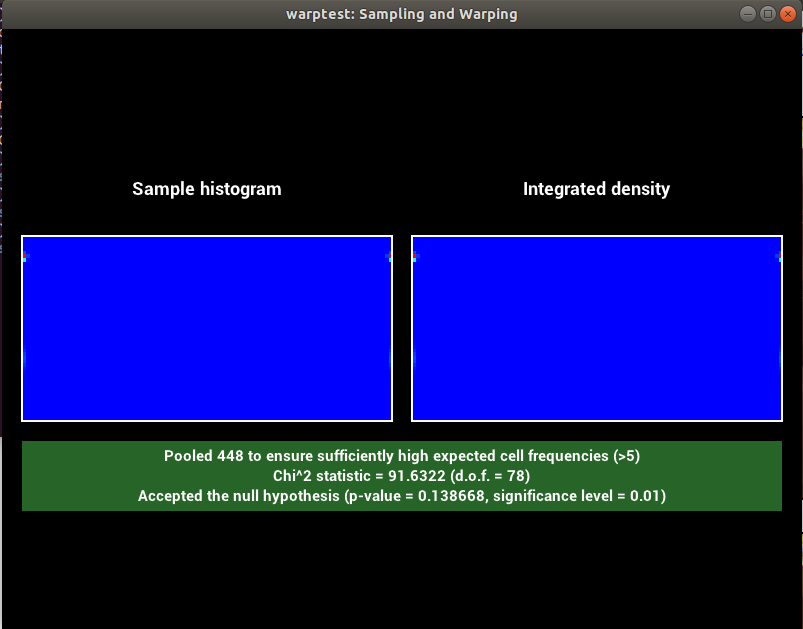 warptest: Sampling and Warping
Sample histogram
Integrated density
Pooled 448 to ensure sufficiently high expected cell frequencies (>5)
Chi^2 statistic = 91.6322 (d.o.f. = 78)
Accepted the null hypothesis (p-value = 0.138668, significance level = 0.01)